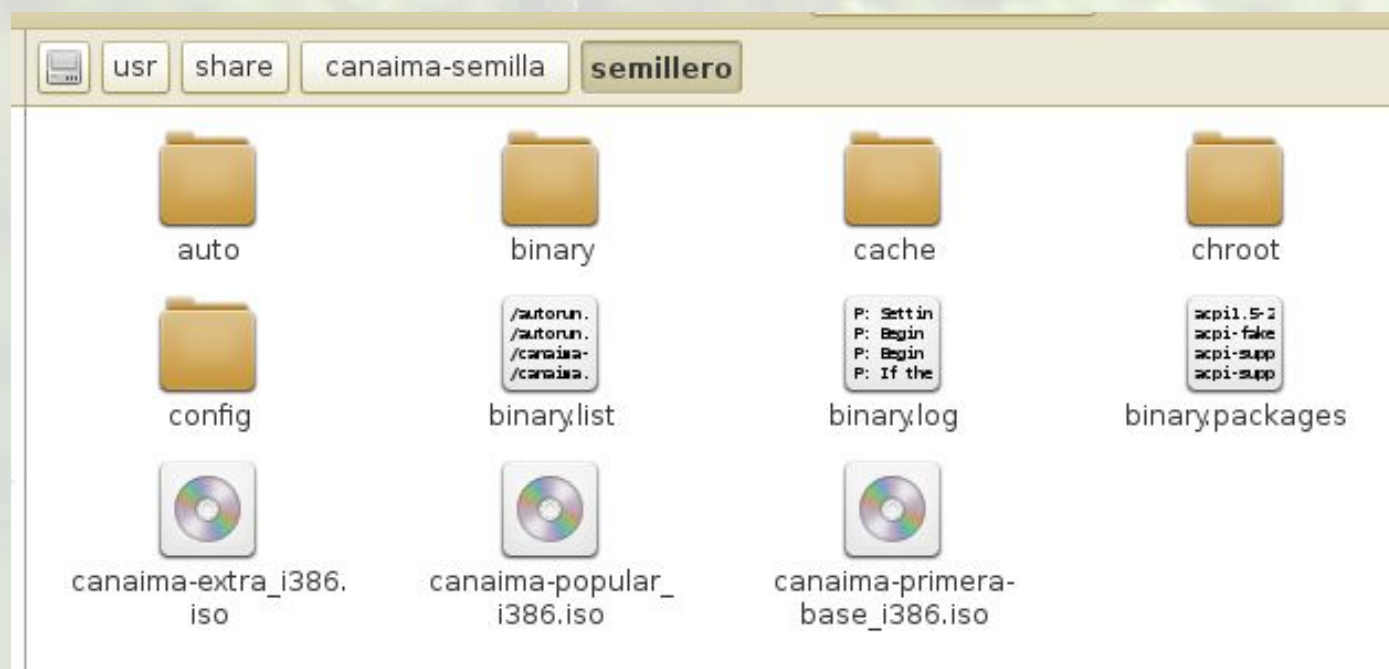 usr share canaima-semilla semillero
auto binary cache chroot
/autorun.
/autorun.
/canaima-
/canaima.
P: Settin
P: Begin
P: Begin
P: If the
acpi1.5-2
acpi-fake
acpi-supp
acpi-supp
config binary.list binary.log binary.packages
canaima-extra_i386.
iso
canaima-popular_
i386.iso
canaima-primera-
base_i386.iso